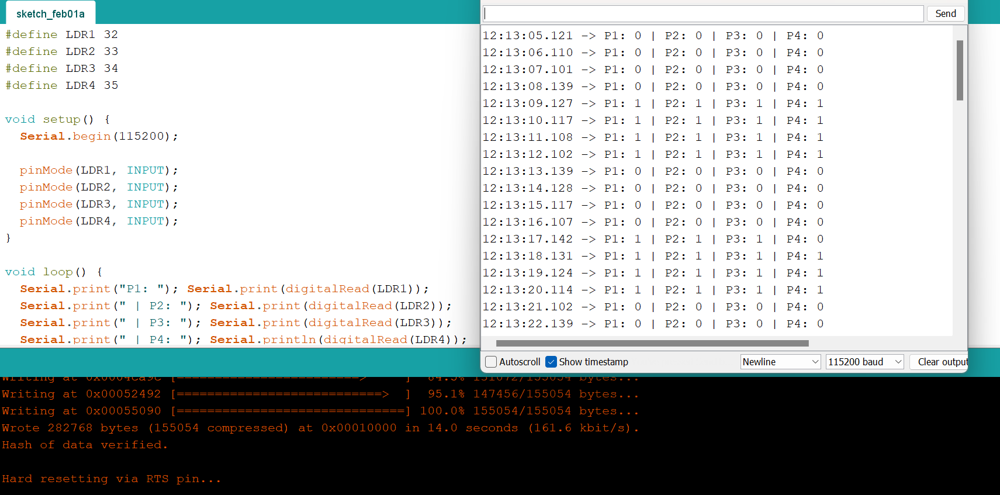 sketch_feb01a
#define LDR1 32
#define LDR2 33
#define LDR3 34
#define LDR4 35
void setup() {
Serial.begin(115200);
pinMode(LDR1, INPUT);
pinMode(LDR2, INPUT);
pinMode(LDR3, INPUT);
pinMode(LDR4, INPUT);
}
void loop() {
Serial.print("P1: "); Serial.print(digitalRead(LDR1));
Serial.print(" | P2: "); Serial.print(digitalRead(LDR2));
Serial.print(" | P3: "); Serial.print(digitalRead(LDR3));
Serial.print(" | P4: "); Serial.println(digitalRead(LDR4));
Send
12:13:05.121 -> P1: 0 | P2: 0 | P3: 0 | P4: 0
12:13:06.110 -> P1: 0 | P2: 0 | P3: 0 | P4: 0
12:13:07.101 -> P1: 0 | P2: 0 | P3: 0 | P4: 0
12:13:08.139 -> P1: 0 | P2: 0 | P3: 0 | P4: 0
12:13:09.127 -> P1: 1 | P2: 1 | P3: 1 | P4: 1
12:13:10.117 -> P1: 1 | P2: 1 | P3: 1 | P4: 1
12:13:11.108 -> P1: 1 | P2: 1 | P3: 1 | P4: 1
12:13:12.102 -> P1: 1 | P2: 1 | P3: 1 | P4: 1
12:13:13.139 -> P1: 0 | P2: 0 | P3: 0 | P4: 0
12:13:14.128 -> P1: 0 | P2: 0 | P3: 0 | P4: 0
12:13:15.117 -> P1: 0 | P2: 0 | P3: 0 | P4: 0
12:13:16.107 -> P1: 0 | P2: 0 | P3: 0 | P4: 0
12:13:17.142 -> P1: 1 | P2: 1 | P3: 1 | P4: 0
12:13:18.131 -> P1: 1 | P2: 1 | P3: 1 | P4: 1
12:13:19.124 -> P1: 1 | P2: 1 | P3: 1 | P4: 1
12:13:20.114 -> P1: 1 | P2: 1 | P3: 1 | P4: 1
12:13:21.102 -> P1: 0 | P2: 0 | P3: 0 | P4: 0
12:13:22.139 -> P1: 0 | P2: 0 | P3: 0 | P4: 0
Autoscroll Show timestamp Newline 115200 baud Clear output
Writing at [=======================> ] 131072/155054 bytes...
Writing at 0x00052492 [===========================> ] 95.1% 147456/155054 bytes...
Writing at 0x00055090 [==============================] 100.0% 155054/155054 bytes...
Wrote 282768 bytes (155054 compressed) at 0x00010000 in 14.0 seconds (161.6 kbit/s).
Hash of data verified.
Hard resetting via RTS pin...